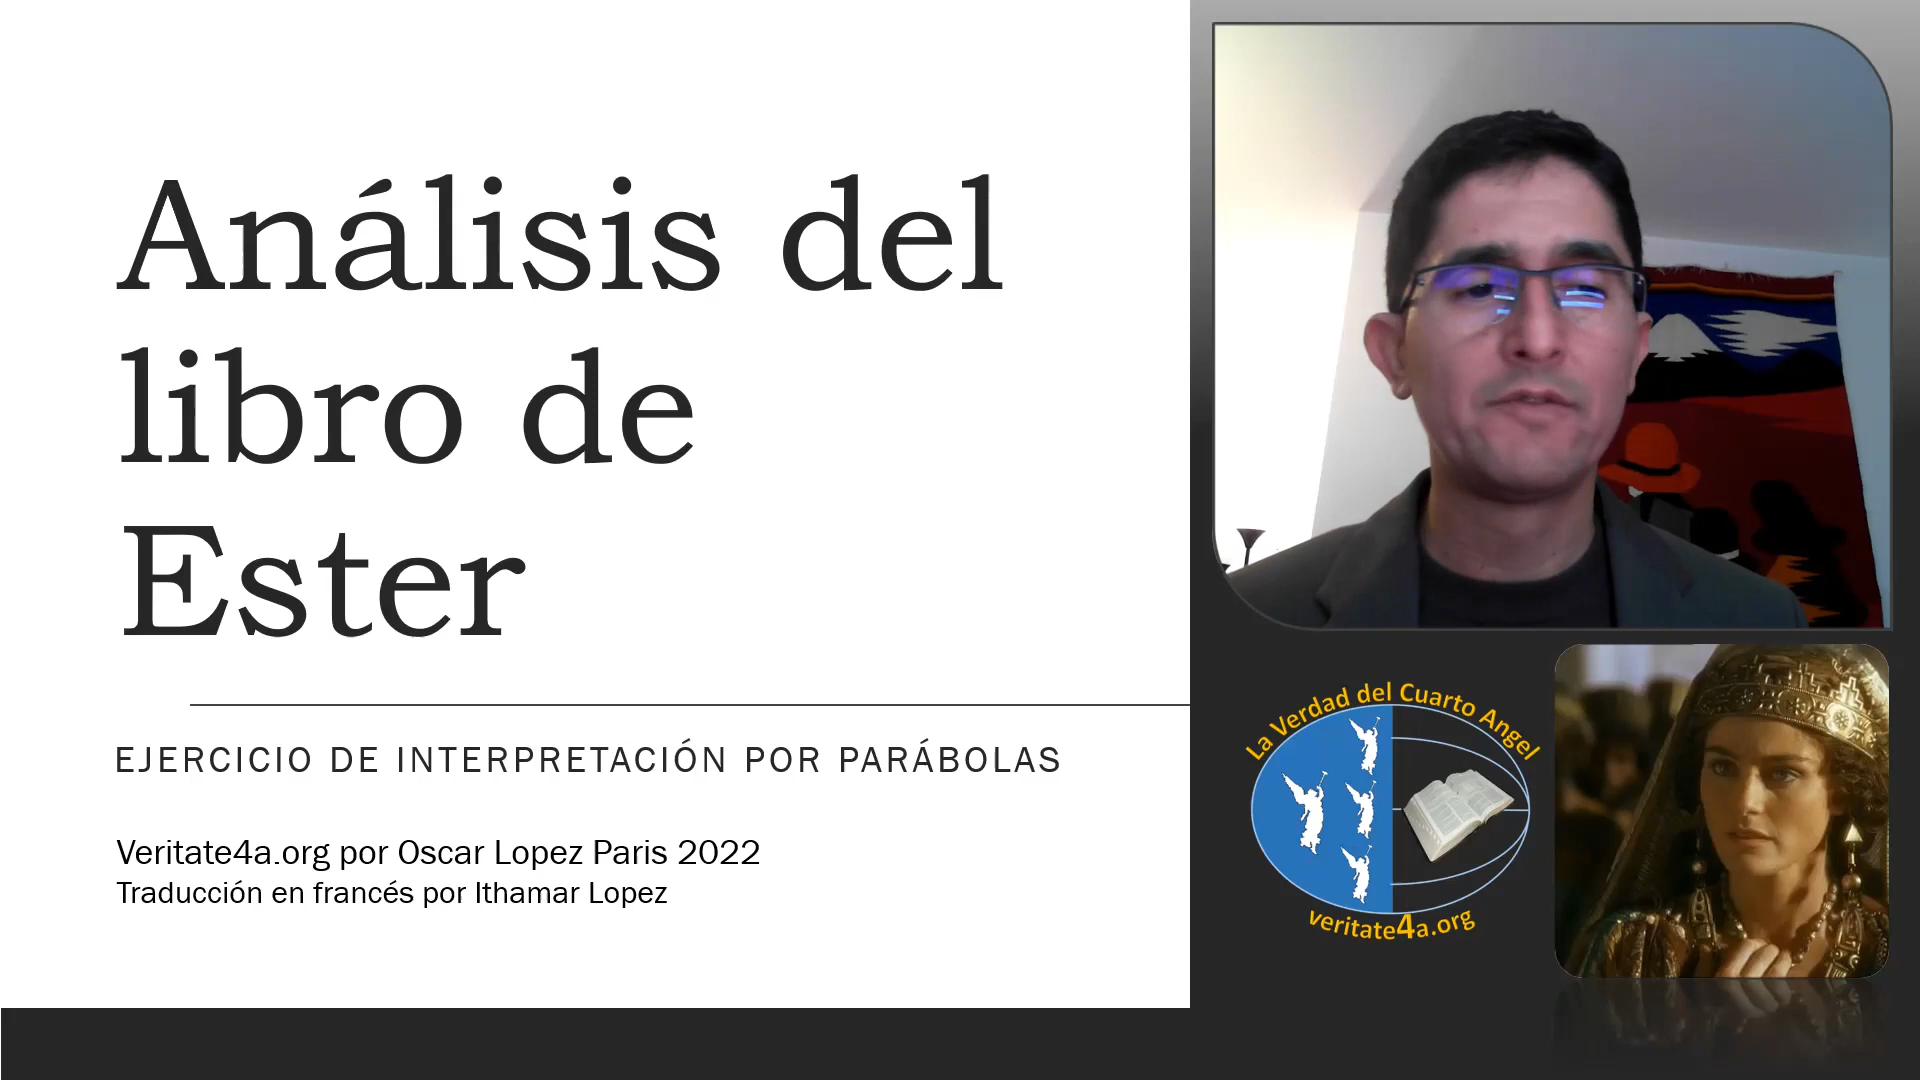 Análisis del
libro de
Ester
EJERCICIO DE INTERPRETACIÓN POR PARÁBOLAS
Veritate4a.org por Oscar Lopez Paris 2022
Traducción en francés por Ithamar Lopez
La Verdad del Cuarto Angel
veritate4a.org